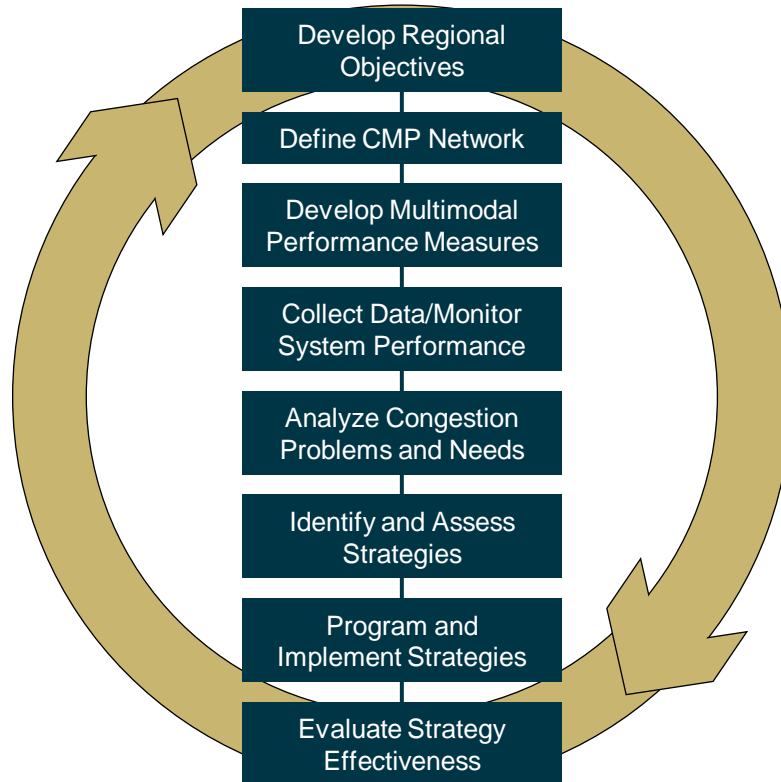 Develop Regional
Objectives
Define CMP Network
Develop Multimodal
Performance Measures
Collect Data/Monitor
System Performance
Analyze Congestion
Problems and Needs
Identify and Assess
Strategies
Program and
Implement Strategies
Evaluate Strategy
Effectiveness